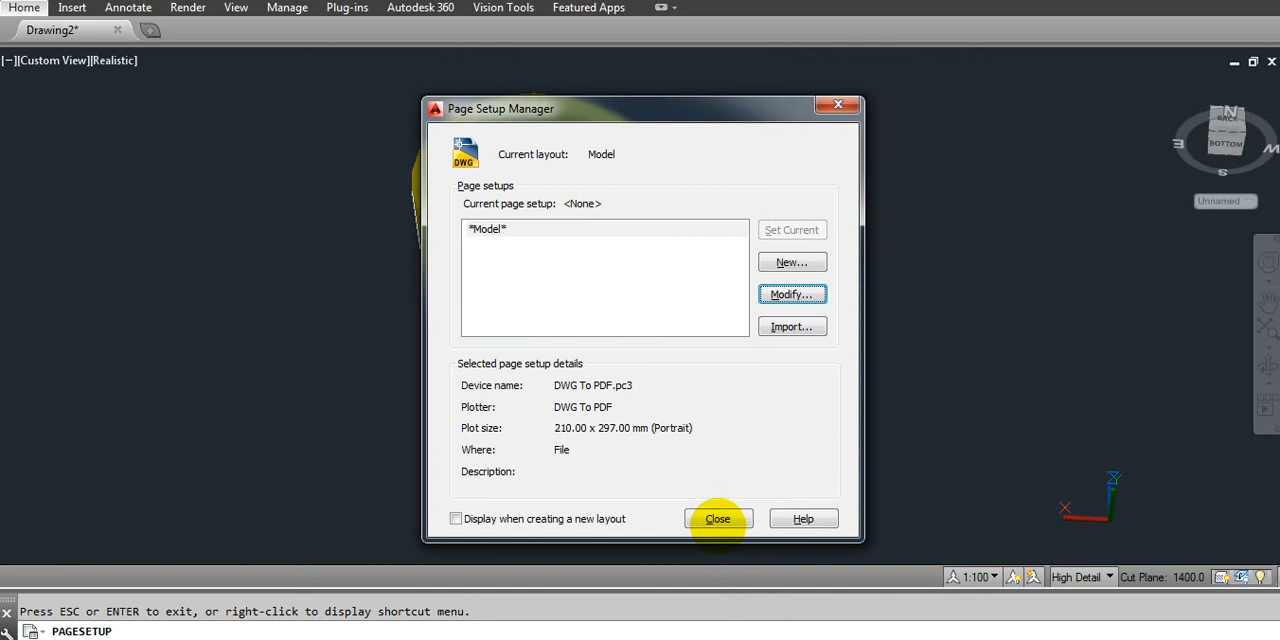 Home Insert Annotate Render View Manage Plug-ins Autodesk 360 Vision Tools Featured Apps
Drawing2*
[−][Custom View][Realistic]
Page Setup Manager
DWG
Current layout: Model
Page setups
Current page setup: <None>
*Model*
Set Current
New...
Modify...
Import...
Selected page setup details
Device name: DWG To PDF.pc3
Plotter: DWG To PDF
Plot size: 210.00 x 297.00 mm (Portrait)
Where: File
Description:
Display when creating a new layout
Close
Help
N
BACK
E
BOTTOM
W
S
Unnamed
Z
Y
X
1:100
High Detail
Cut Plane: 1400.0
Press ESC or ENTER to exit, or right-click to display shortcut menu.
PAGESETUP